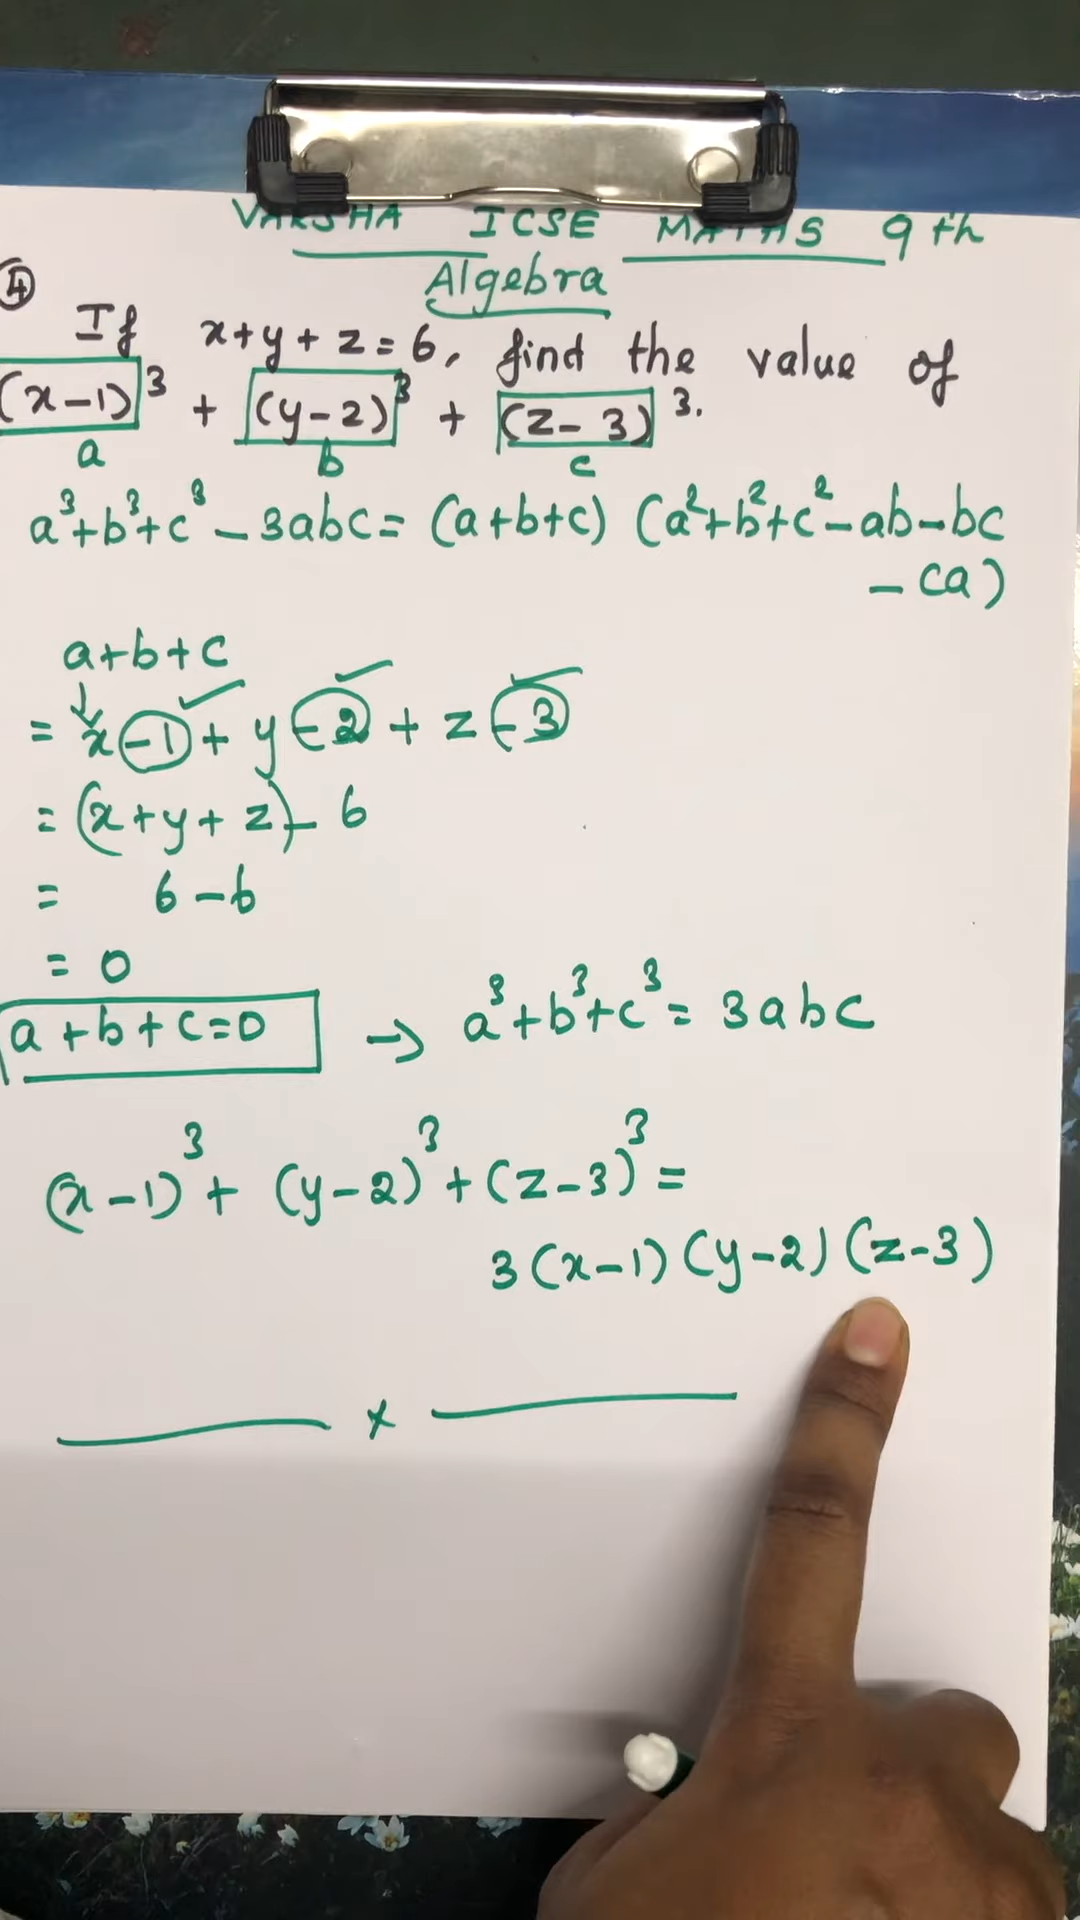 VARSHA ICSE MATHS 9th
Algebra
④ If x+y+z=6, find the value of
(x-1)³ + (y-2)³ + (z-3)³.
a b c
a³+b³+c³-3abc=(a+b+c)(a²+b²+c²-ab-bc
-ca)
a+b+c
= x-1+y-2+z-3
=(x+y+z)-6
= 6-6
= 0
a+b+c=0 → a³+b³+c³=3abc
(x-1)³+(y-2)³+(z-3)³=
3(x-1)(y-2)(z-3)
x